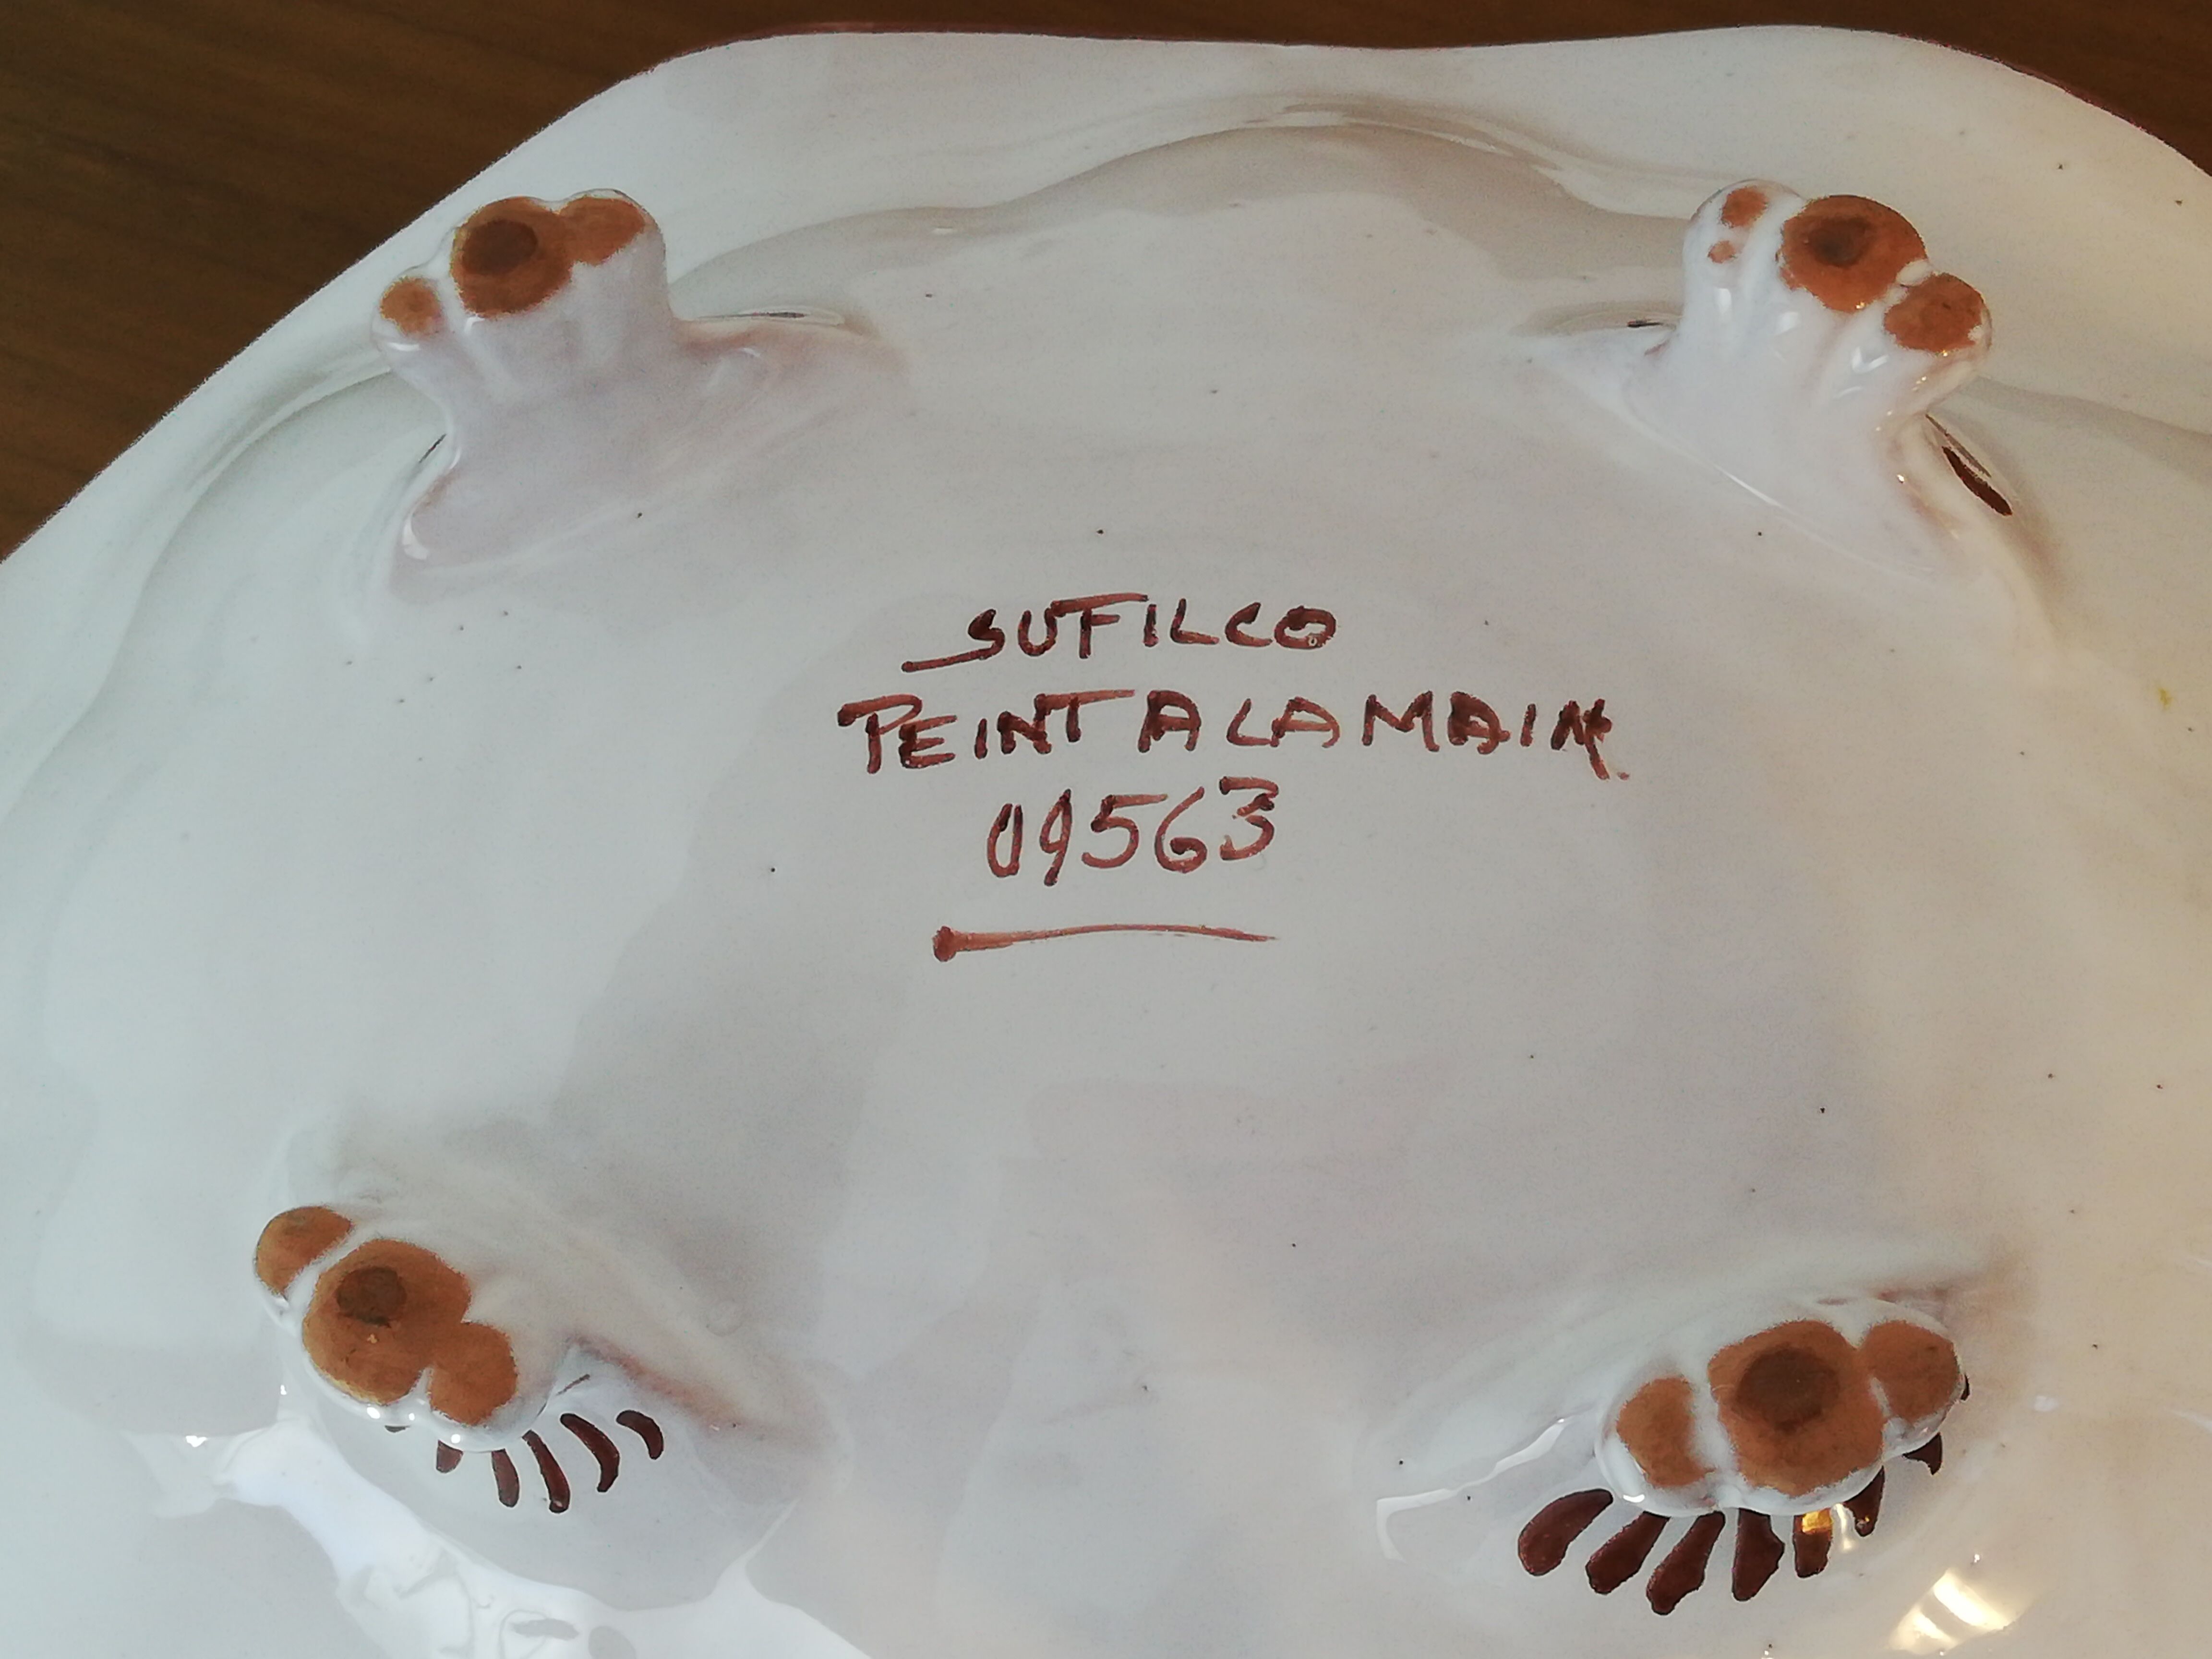 SUFILCO
PEINT A LA MAIN.
09563